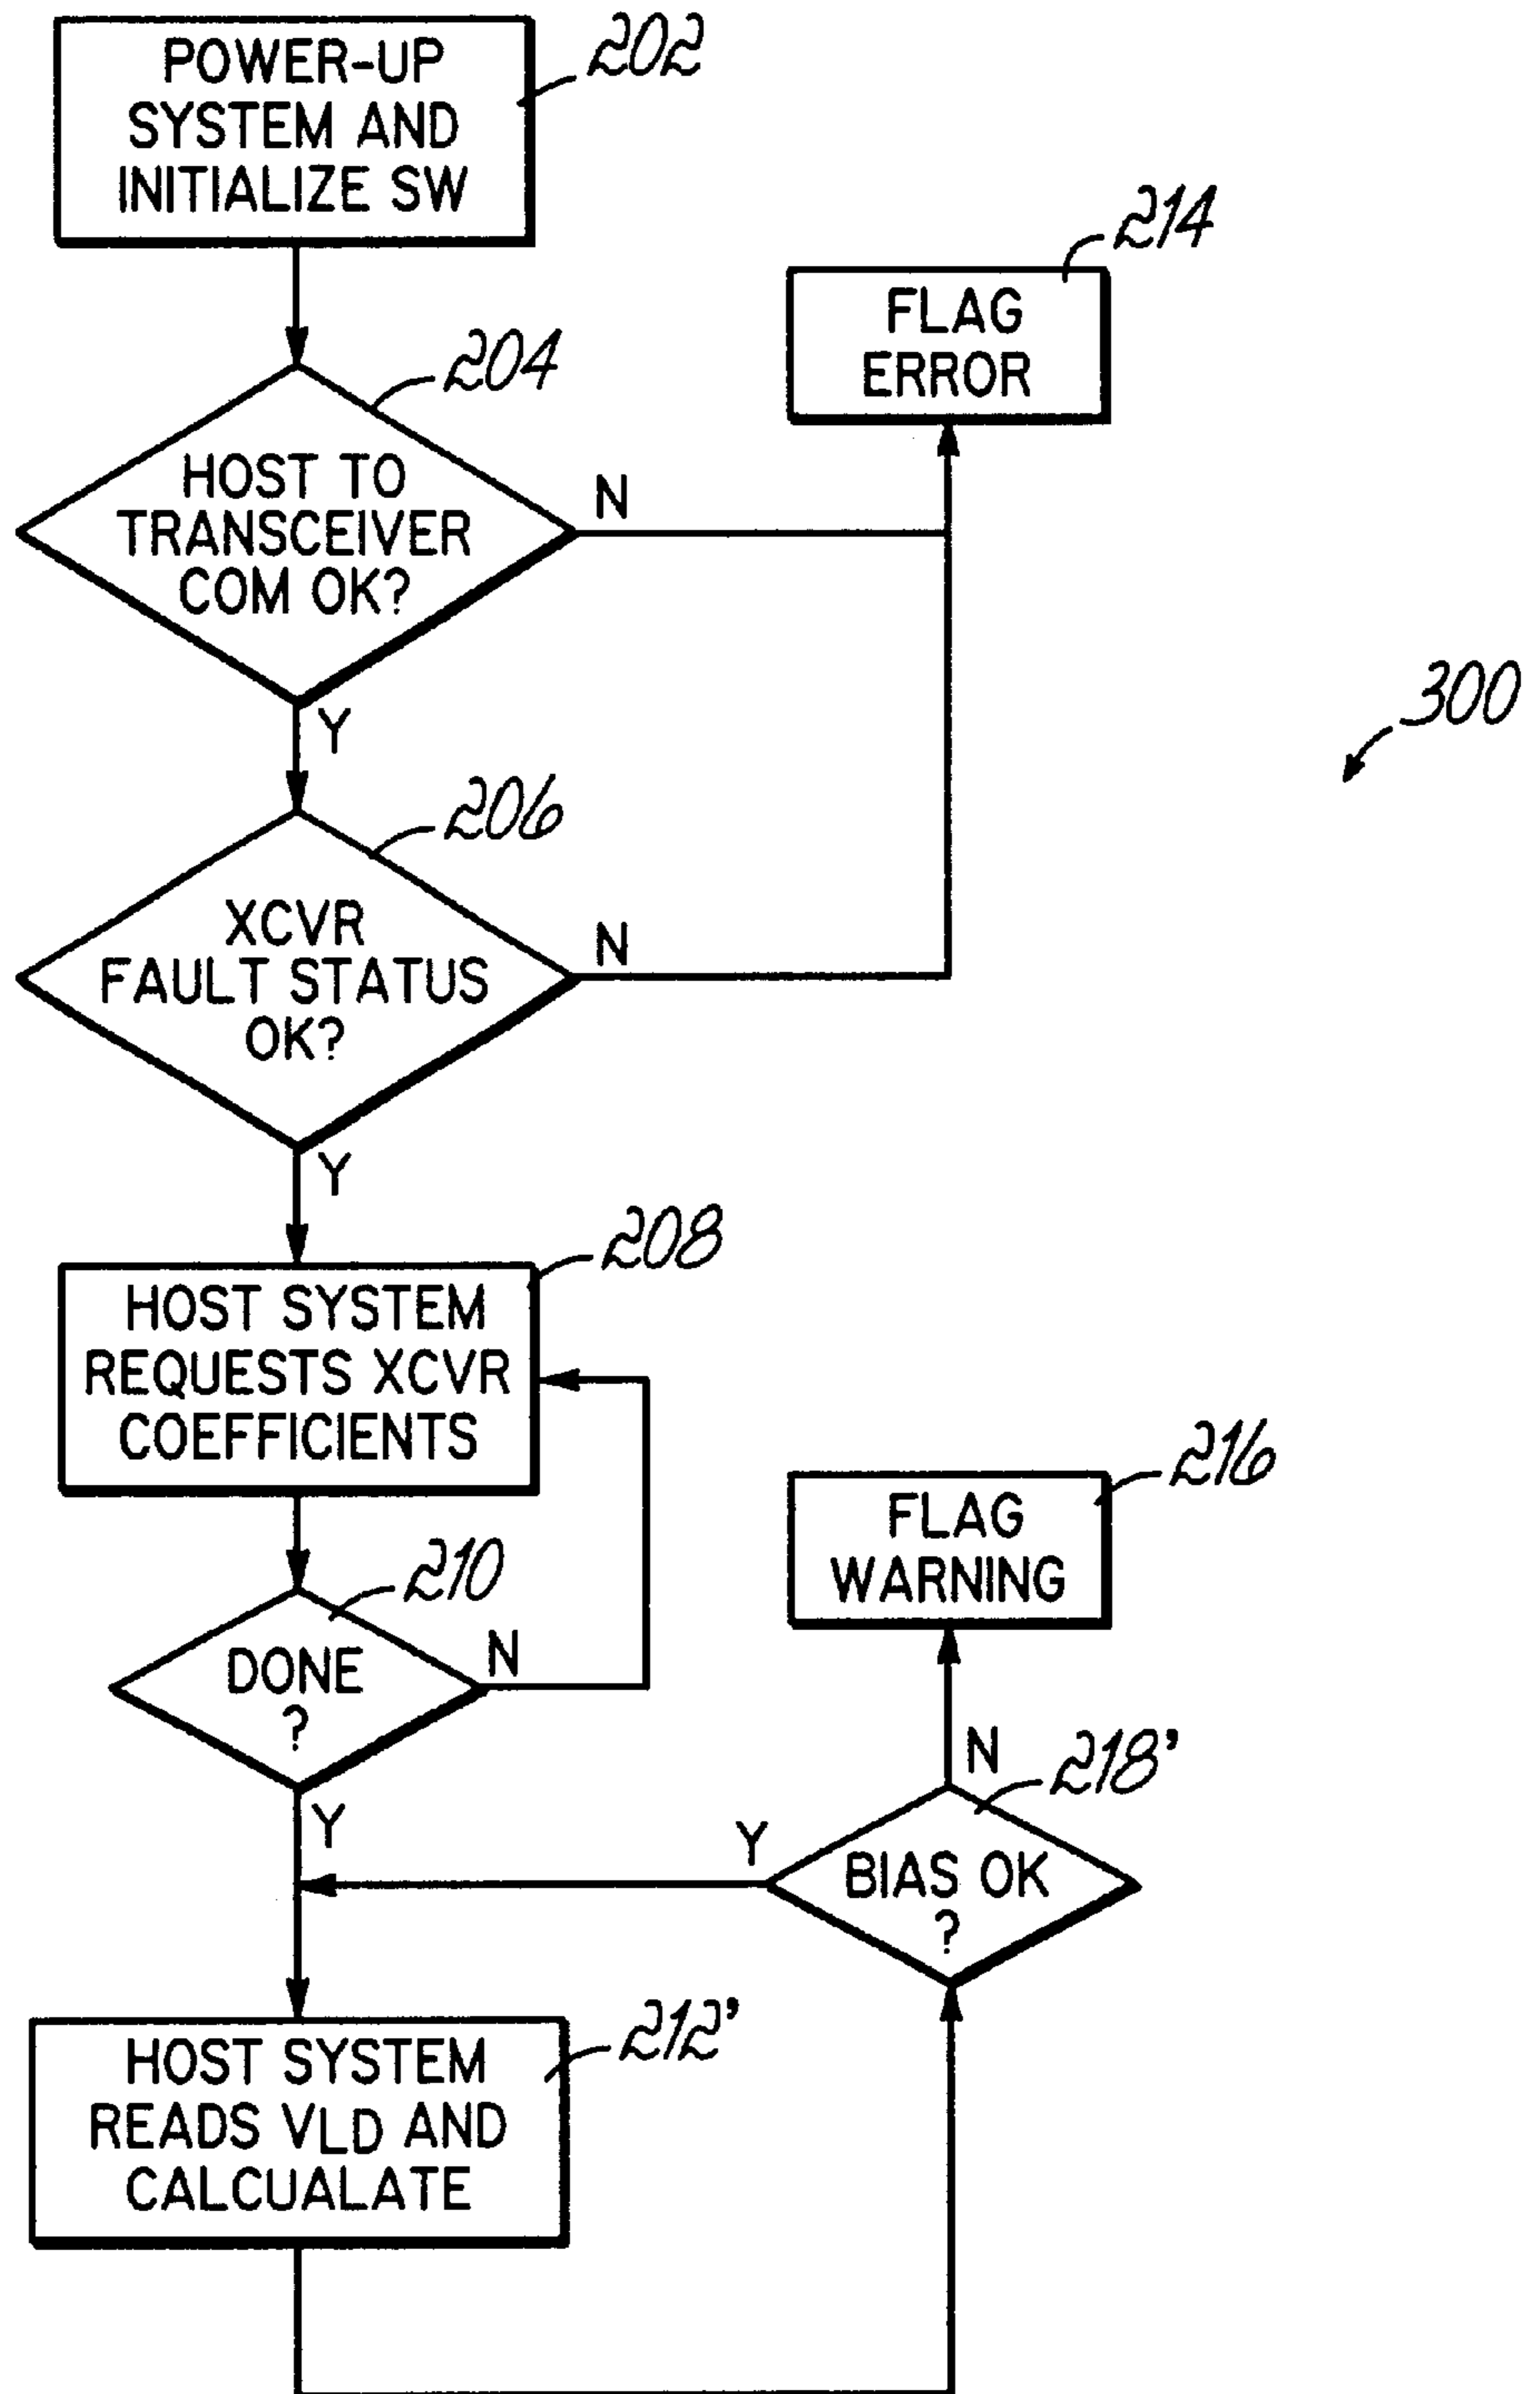 POWER-UP
SYSTEM AND
INITIALIZE SW
202
214
FLAG
ERROR
204
HOST TO
TRANSCEIVER
COM OK?
N
Y
300
206
XCVR
FAULT STATUS
OK?
N
Y
208
HOST SYSTEM
REQUESTS XCVR
COEFFICIENTS
216
FLAG
WARNING
210
DONE
?
N
Y
N
218'
Y
BIAS OK
?
212'
HOST SYSTEM
READS VLD AND
CALCUALATE